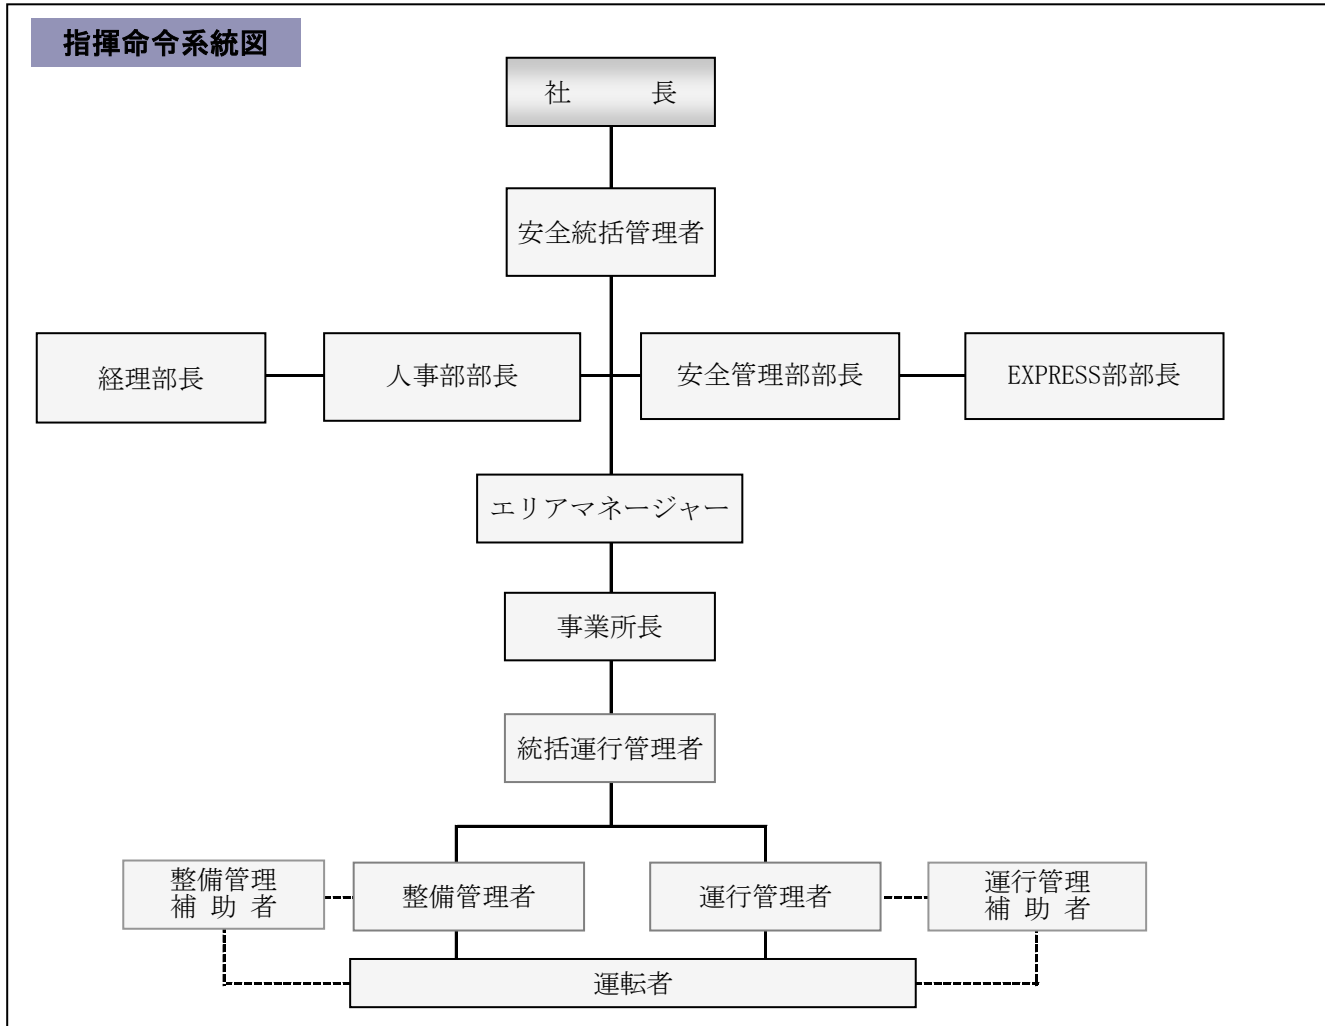 指揮命令系統図
社　　　長
安全統括管理者
経理部長
人事部部長
安全管理部部長
EXPRESS部部長
エリアマネージャー
事業所長
統括運行管理者
整備管理
補 助 者
整備管理者
運行管理者
運行管理
補 助 者
運転者